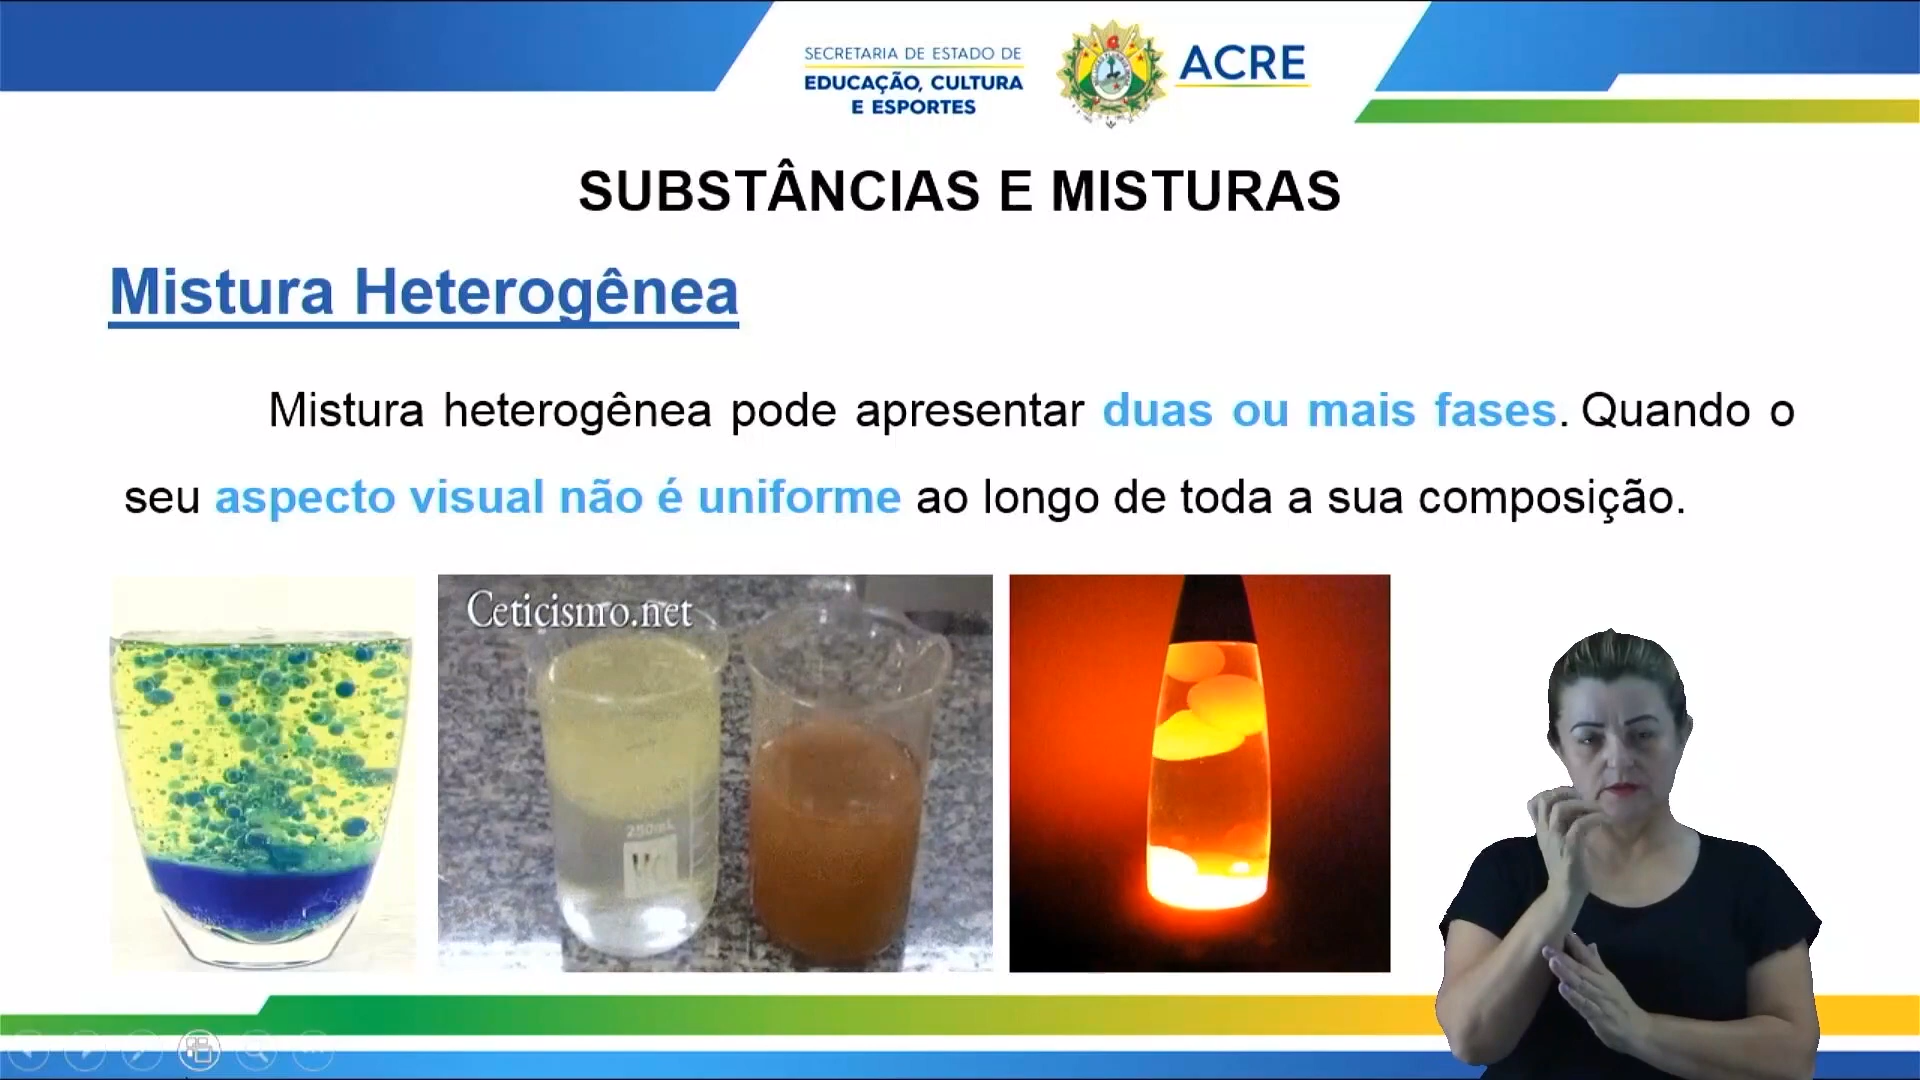 SECRETARIA DE ESTADO DE
EDUCAÇÃO, CULTURA
E ESPORTES
ACRE
SUBSTÂNCIAS E MISTURAS
Mistura Heterogênea
Mistura heterogênea pode apresentar duas ou mais fases. Quando o
seu aspecto visual não é uniforme ao longo de toda a sua composição.
Ceticismo.net
250mL